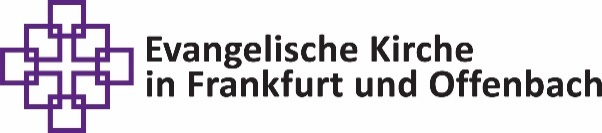 Evangelische Kirche
in Frankfurt und Offenbach